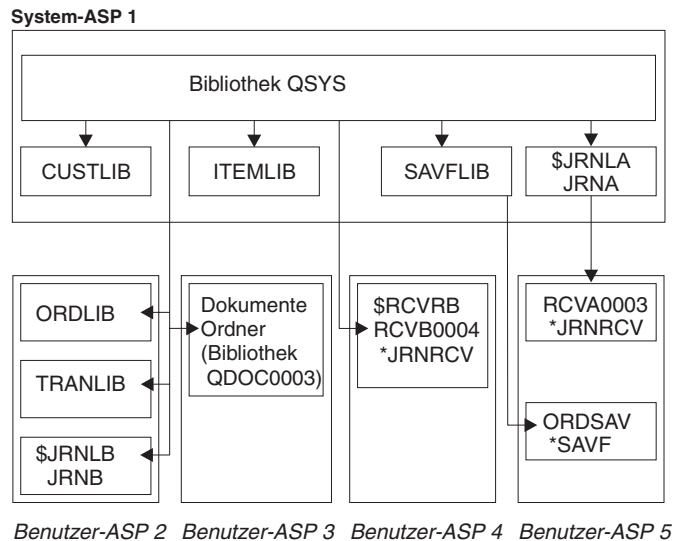 System-ASP 1
Bibliothek QSYS
CUSTLIB
ITEMLIB
SAVFLIB
$JRNLA
JRNA
ORDLIB
TRANLIB
$JRNLB
JRNB
Dokumente
Ordner
(Bibliothek
QDOC0003)
$RCVRB
RCVB0004
*JRNRCV
RCVA0003
*JRNRCV
ORDSAV
*SAVF
Benutzer-ASP 2
Benutzer-ASP 3
Benutzer-ASP 4
Benutzer-ASP 5